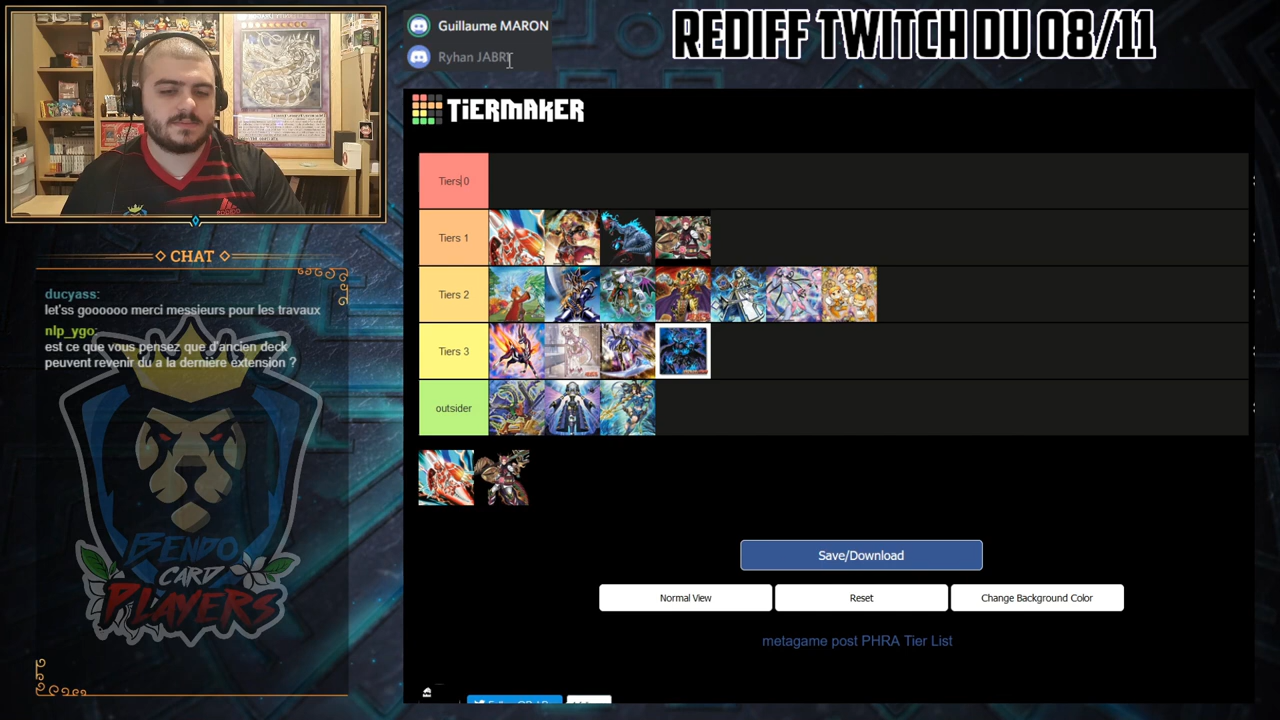 Guillaume MARON
Ryhan JABRI
REDIFF TWITCH DU 08/11
TiERMAKER
Tiers 0
Tiers 1
Tiers 2
Tiers 3
outsider
CHAT
ducyass:
let'ss goooooo merci messieurs pour les travaux
nlp_ygo:
est ce que vous pensez que d'ancien deck
peuvent revenir du a la dernière extension ?
BENDO
CARD
PLAYERS
Save/Download
Normal View
Reset
Change Background Color
metagame post PHRA Tier List